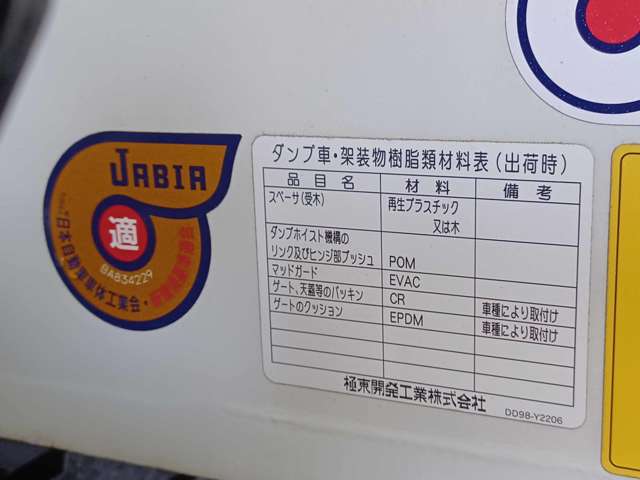 JABIA
適
BA834229
日本自動車車体工業会・
ダンプ車・架装物樹脂類材料表(出荷時)
品目名 材料 備考
スペーサ(受木) 再生プラスチック
又は木
ダンプホイスト機構の
リンク及びヒンジ部ブッシュ POM
マッドガード EVAC
ゲート、天蓋等のパッキン CR 車種により取付け
ゲートのクッション EPDM 車種により取付け
極東開発工業株式会社
DD98-Y2206